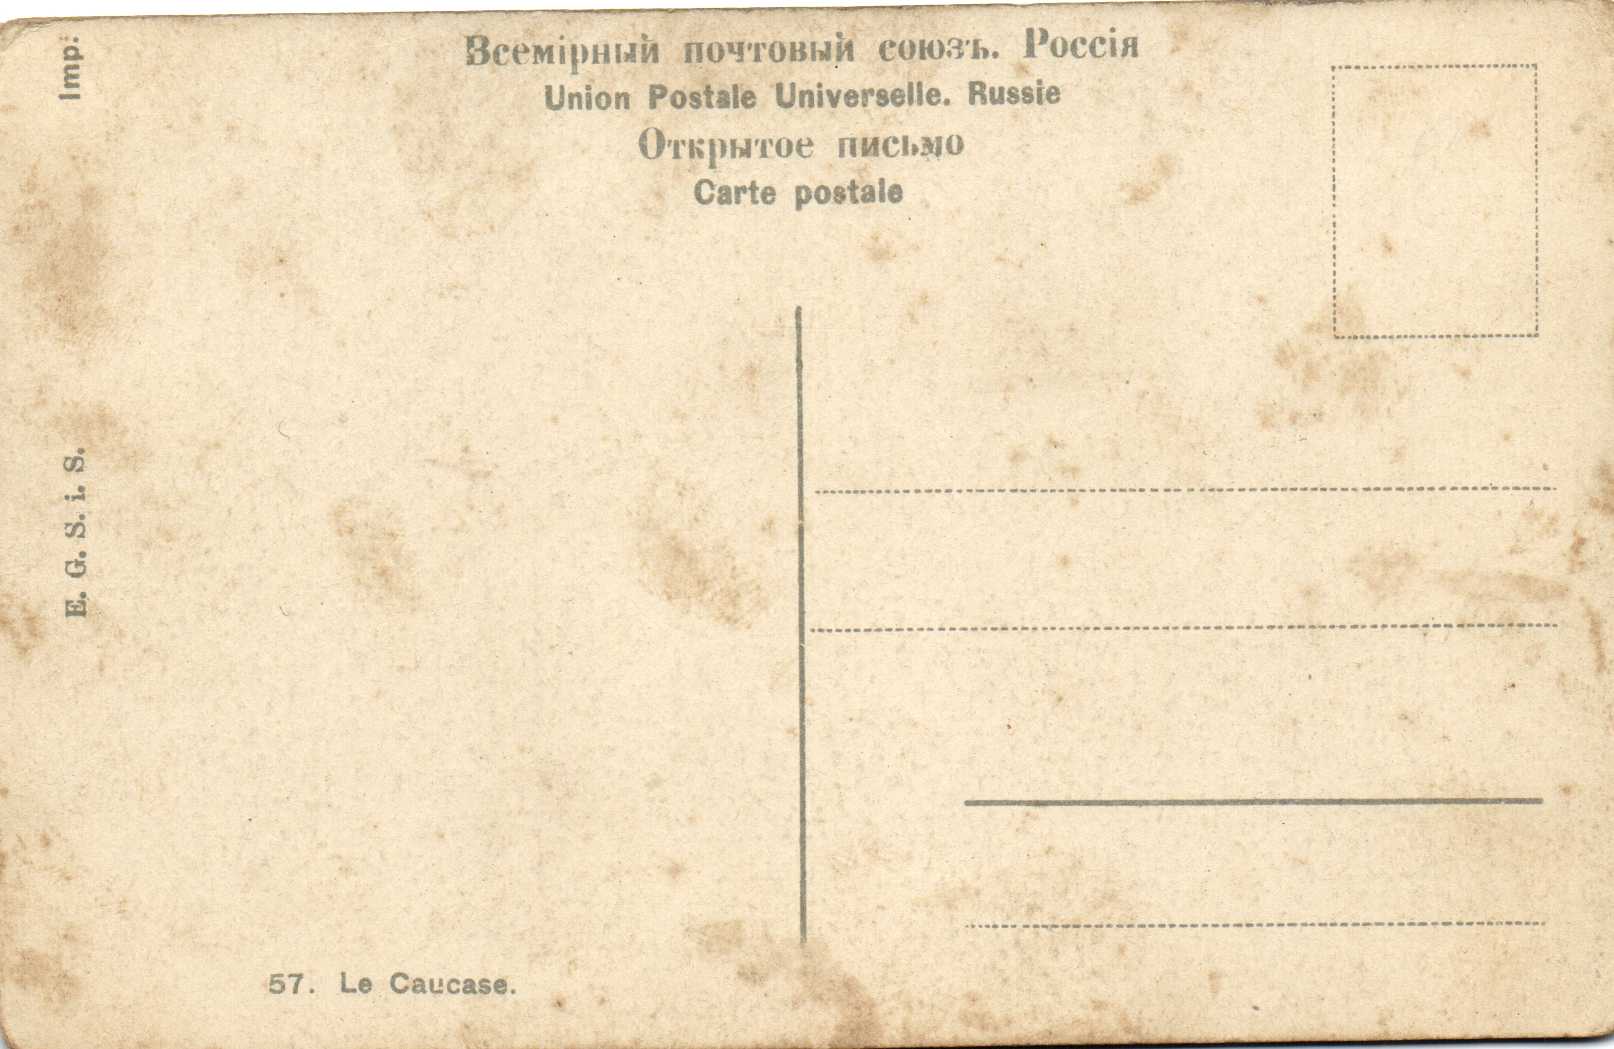 Всемірный почтовый союзъ. Россія
Union Postale Universelle. Russie
Открытое письмо
Carte postale
Imp.
E. G. S. i. S.
57. Le Caucase.